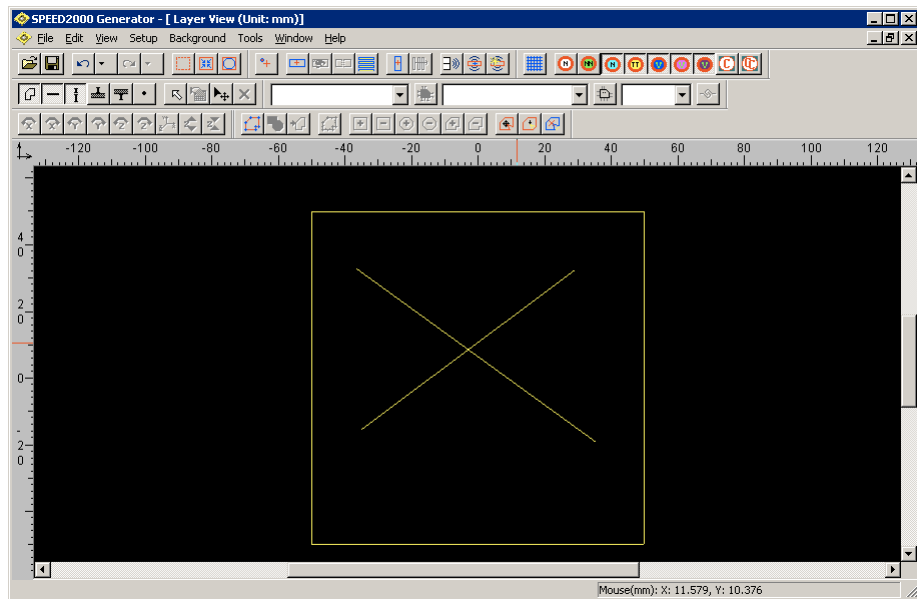 SPEED2000 Generator - [ Layer View (Unit: mm)]
File Edit View Setup Background Tools Window Help
N NN N TT V V C C
X X Y Y Z Z Z Z
-120 -100 -80 -60 -40 -20 0 20 40 60 80 100 120
4
0
2
0
0
-
2
0
Mouse(mm): X: 11.579, Y: 10.376